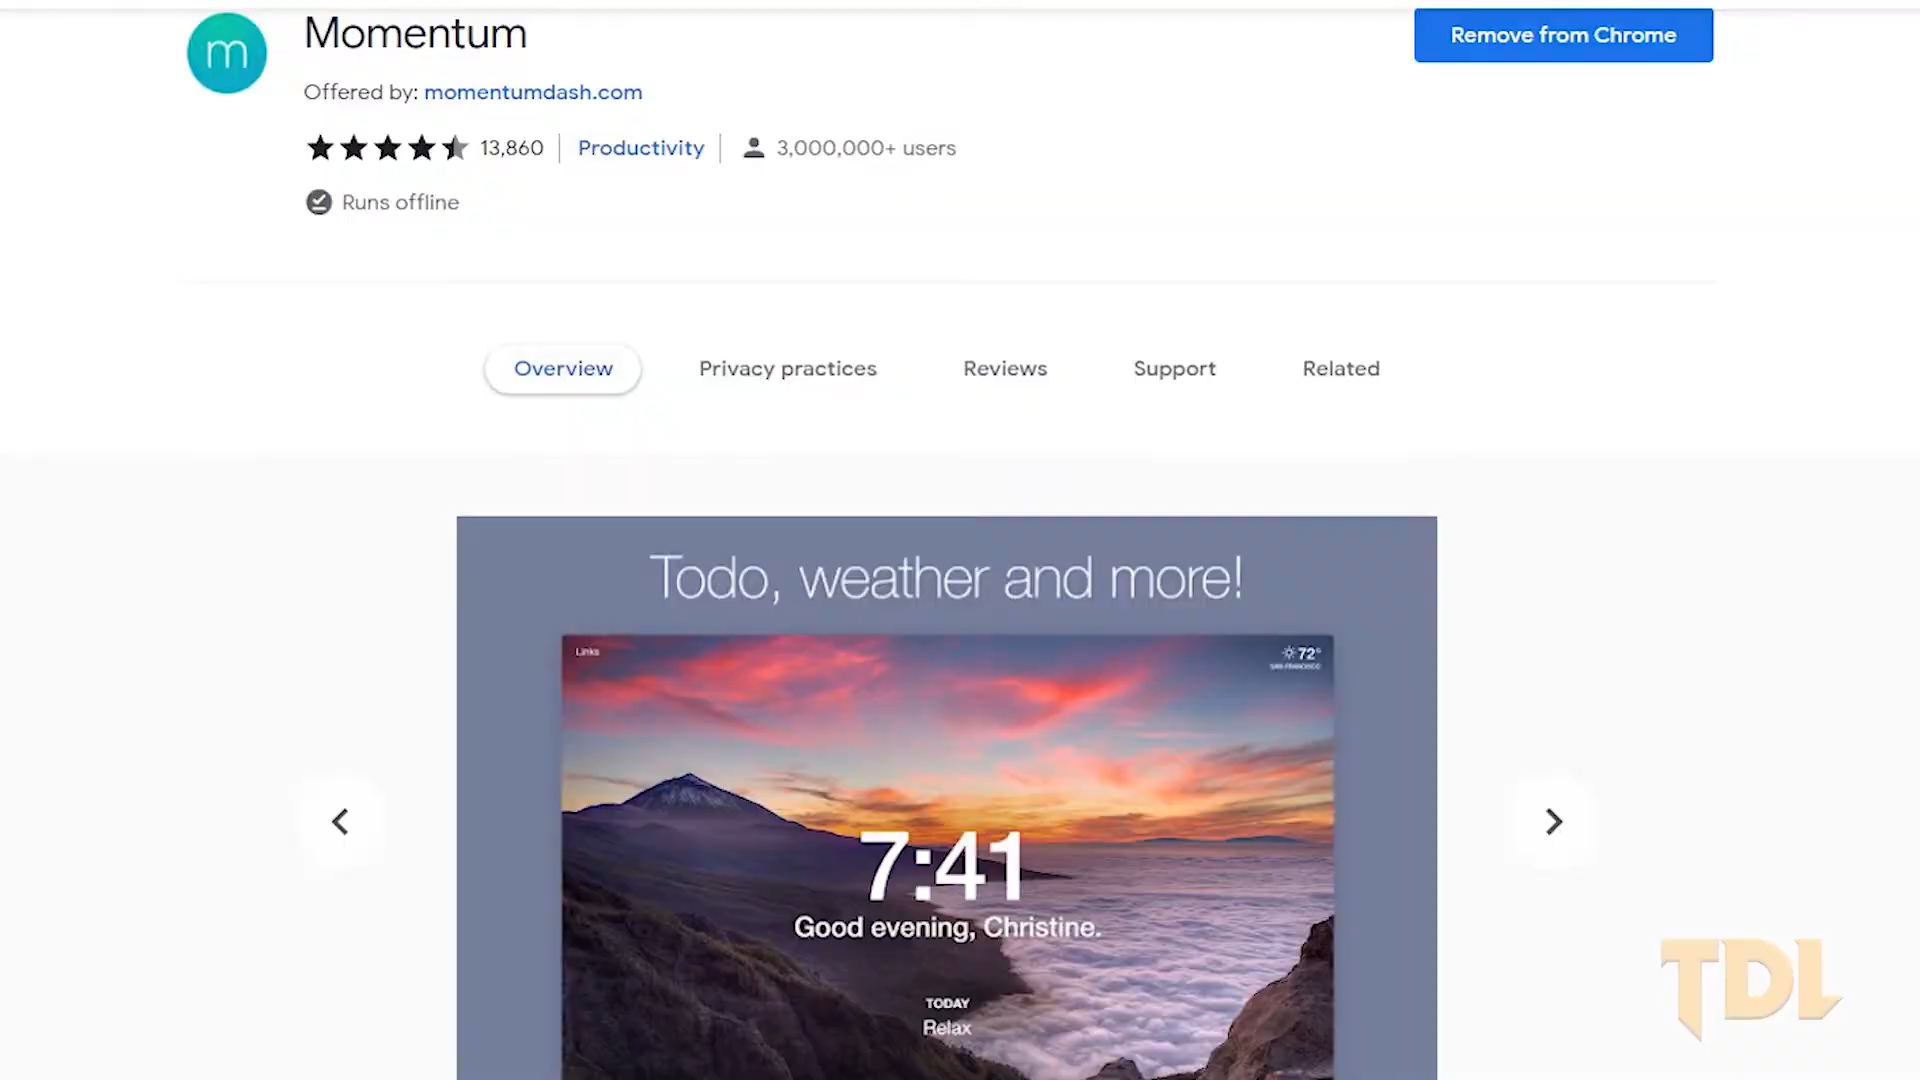 m
Momentum
Remove from Chrome
Offered by: momentumdash.com
13,860 Productivity 3,000,000+ users
Runs offline
Overview Privacy practices Reviews Support Related
Todo, weather and more!
Links
72°
SAN FRANCISCO
7:41
Good evening, Christine.
TODAY
Relax
TDL